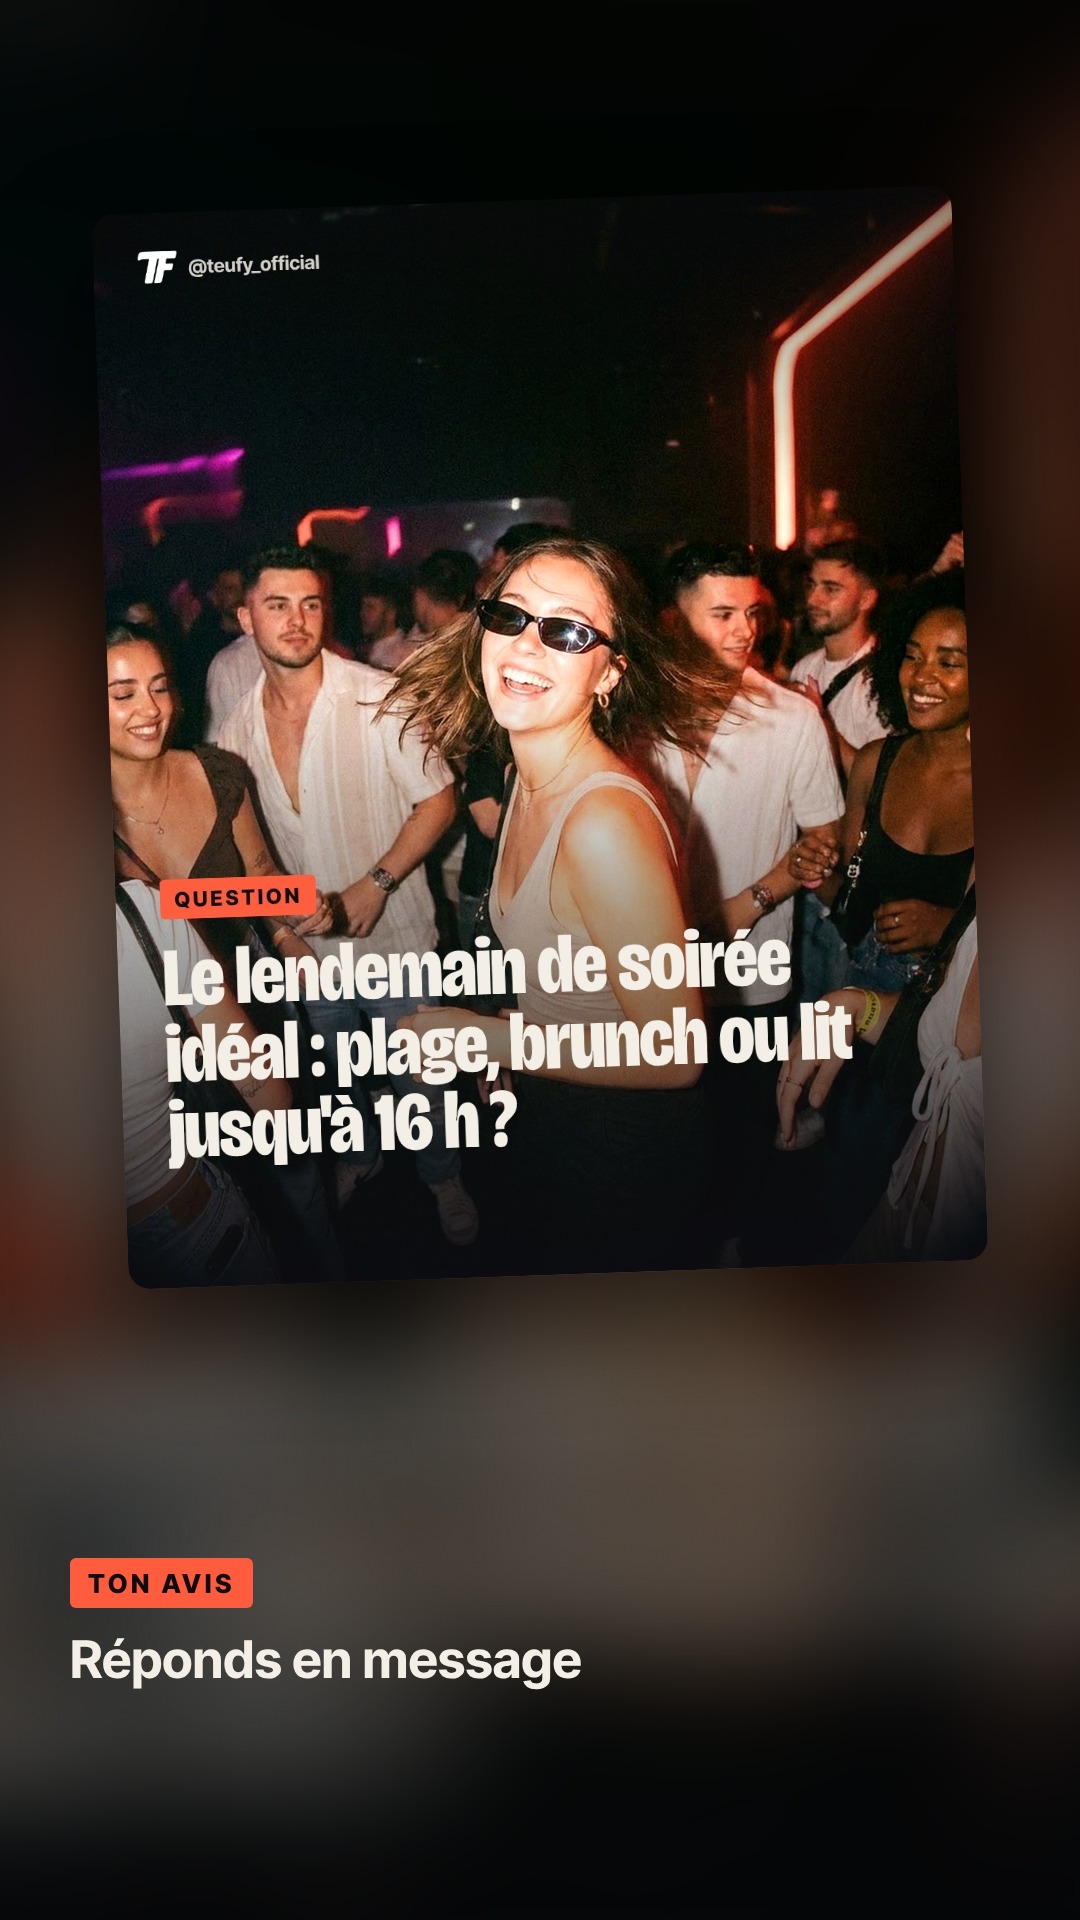 TF @teufy_official
QUESTION
Le lendemain de soirée
idéal : plage, brunch ou lit
jusqu'à 16 h ?
TON AVIS
Réponds en message